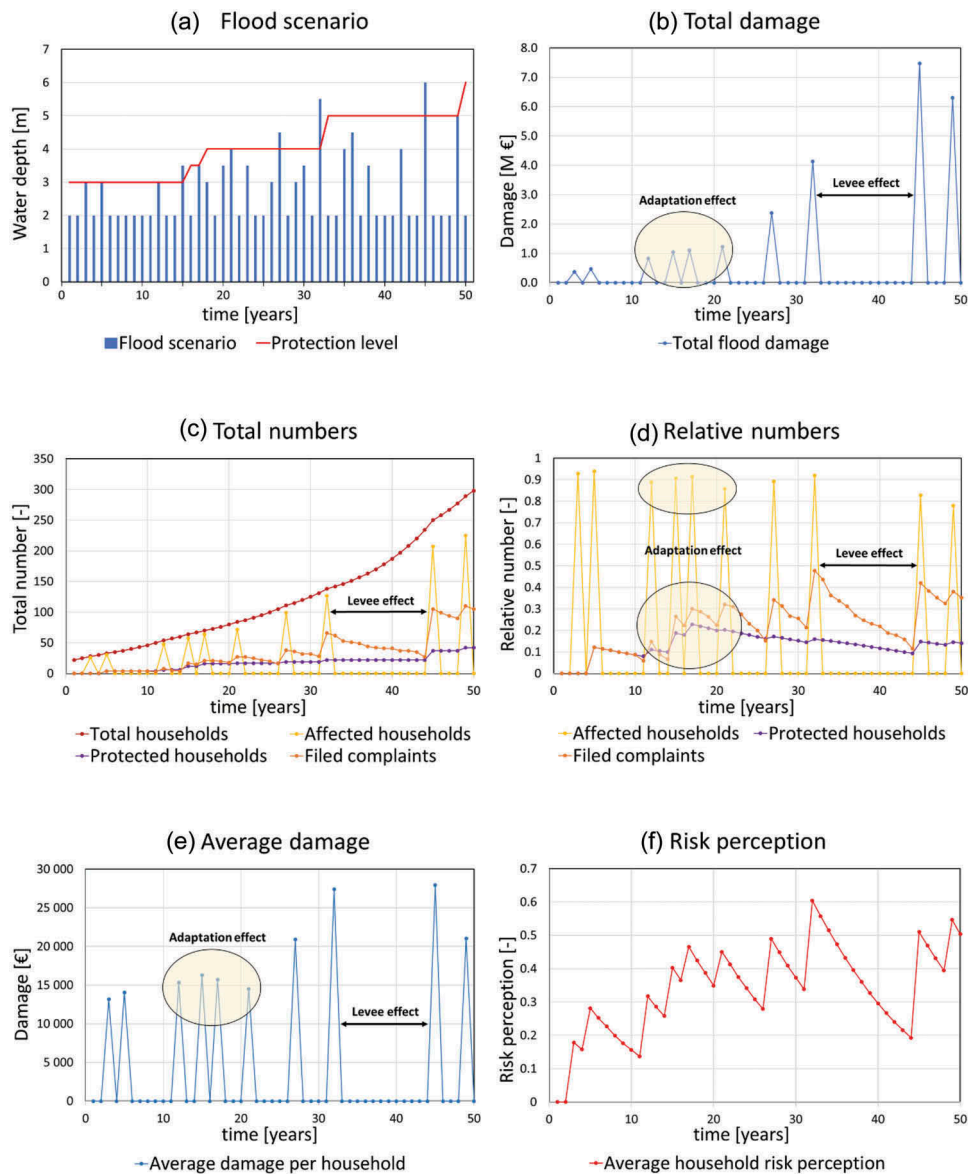 (a) Flood scenario
Water depth [m]
7
6
5
4
3
2
1
0
0 10 20 30 40 50
time [years]
Flood scenario Protection level
(b) Total damage
Damage [M €]
8.0
7.0
6.0
5.0
4.0
3.0
2.0
1.0
0.0
Adaptation effect
Levee effect
0 10 20 30 40 50
time [years]
Total flood damage
(c) Total numbers
Total number [-]
350
300
250
200
150
100
50
0
Levee effect
0 10 20 30 40 50
time [years]
Total households Affected households
Protected households Filed complaints
(d) Relative numbers
Relative number [-]
1
0.9
0.8
0.7
0.6
0.5
0.4
0.3
0.2
0.1
0
Adaptation effect
Levee effect
0 10 20 30 40 50
time [years]
Affected households Protected households
Filed complaints
(e) Average damage
Damage [€]
30 000
25 000
20 000
15 000
10 000
5 000
0
Adaptation effect
Levee effect
0 10 20 30 40 50
time [years]
Average damage per household
(f) Risk perception
Risk perception [-]
0.7
0.6
0.5
0.4
0.3
0.2
0.1
0
0 10 20 30 40 50
time [years]
Average household risk perception